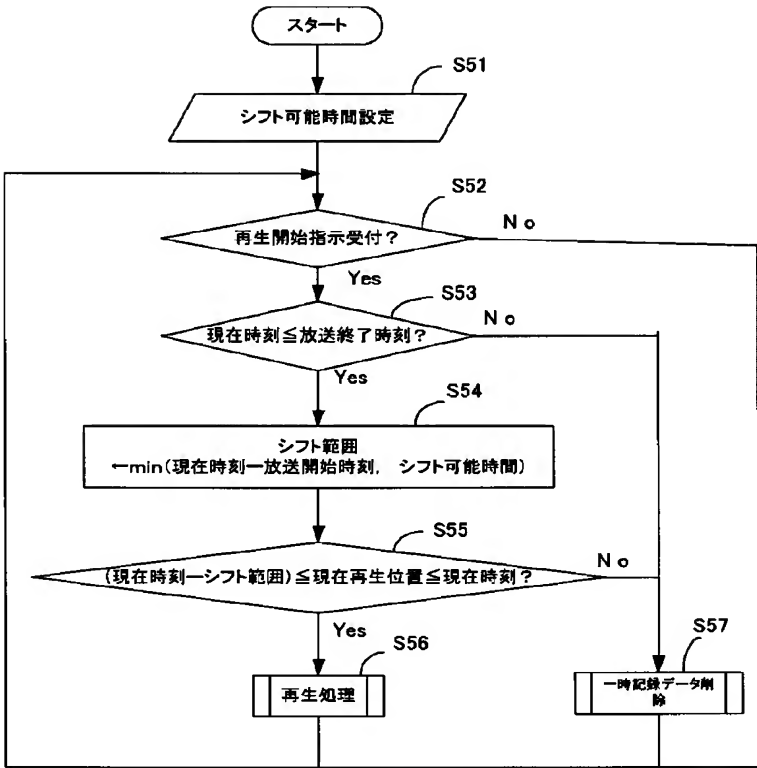 スタート
S51
シフト可能時間設定
S52
再生開始指示受付?
No
Yes
S53
現在時刻≦放送終了時刻?
No
Yes
S54
シフト範囲
←min(現在時刻ー放送開始時刻, シフト可能時間)
S55
(現在時刻ーシフト範囲)≦現在再生位置≦現在時刻?
No
Yes
S56
再生処理
S57
一時記録データ削
除